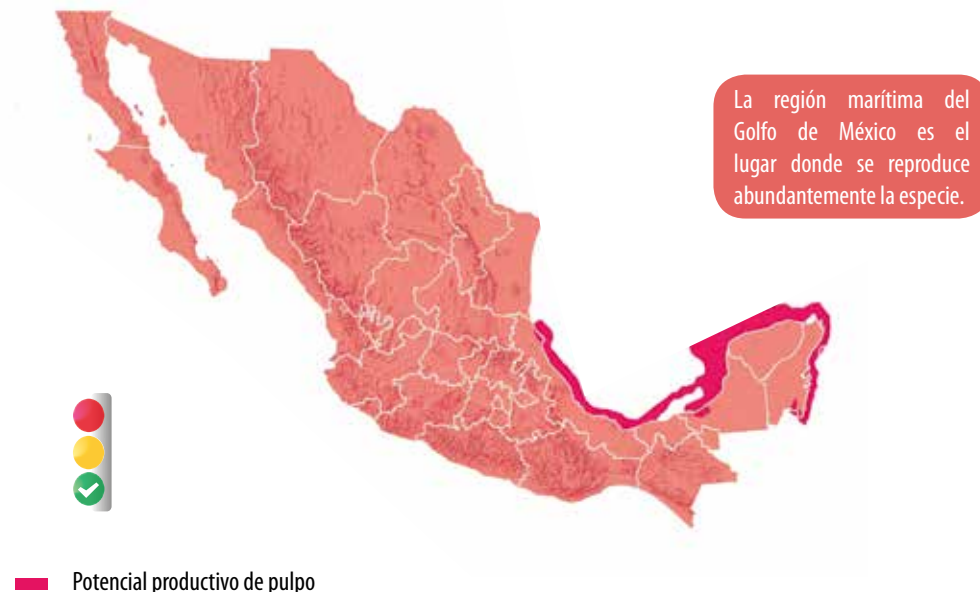 La región marítima del
Golfo de México es el
lugar donde se reproduce
abundantemente la especie.
Potencial productivo de pulpo